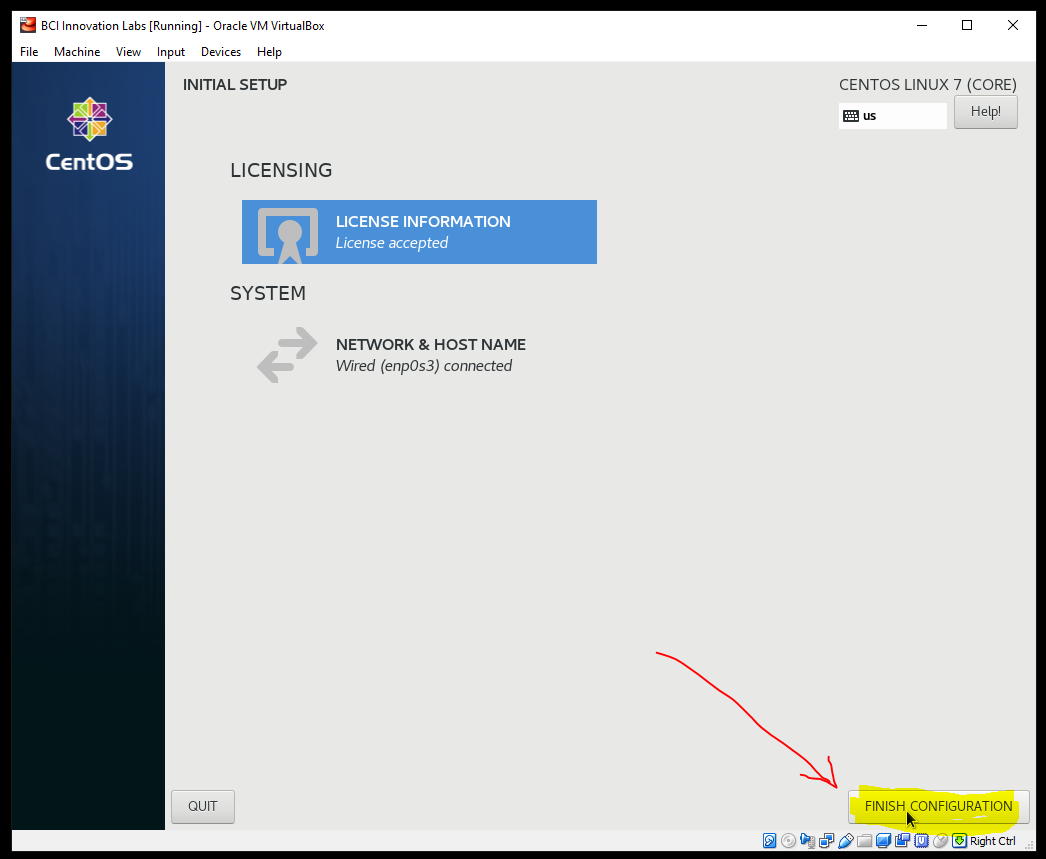 BCI Innovation Labs [Running] - Oracle VM VirtualBox
File Machine View Input Devices Help
INITIAL SETUP
CENTOS LINUX 7 (CORE)
us
Help!
CentOS
LICENSING
LICENSE INFORMATION
License accepted
SYSTEM
NETWORK & HOST NAME
Wired (enp0s3) connected
QUIT
FINISH CONFIGURATION
Right Ctrl